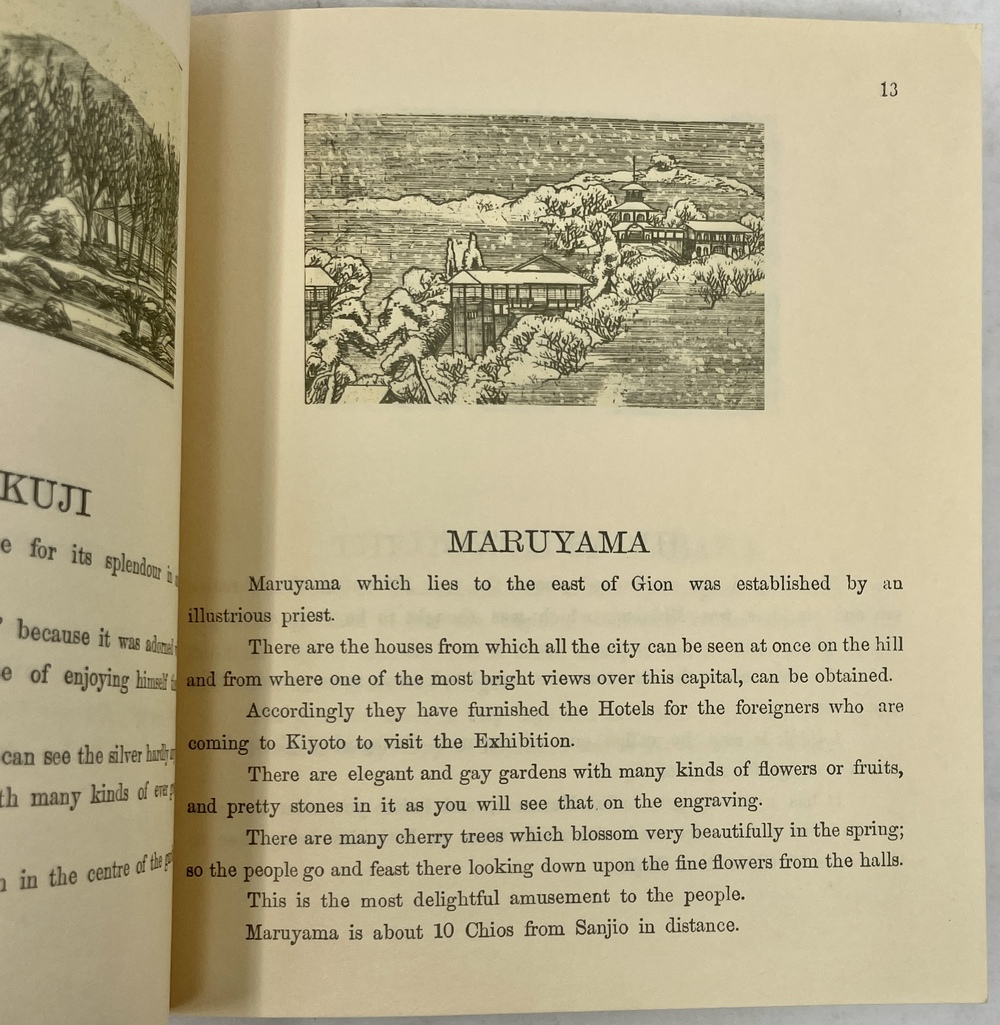 KUJI
e for its splendour in
because it was adorned
e of enjoying himself
can see the silver hardly
th many kinds of ever
in the centre of the
13
MARUYAMA
Maruyama which lies to the east of Gion was established by an
illustrious priest.
There are the houses from which all the city can be seen at once on the hill
and from where one of the most bright views over this capital, can be obtained.
Accordingly they have furnished the Hotels for the foreigners who are
coming to Kiyoto to visit the Exhibition.
There are elegant and gay gardens with many kinds of flowers or fruits,
and pretty stones in it as you will see that on the engraving.
There are many cherry trees which blossom very beautifully in the spring;
so the people go and feast there looking down upon the fine flowers from the halls.
This is the most delightful amusement to the people.
Maruyama is about 10 Chios from Sanjio in distance.